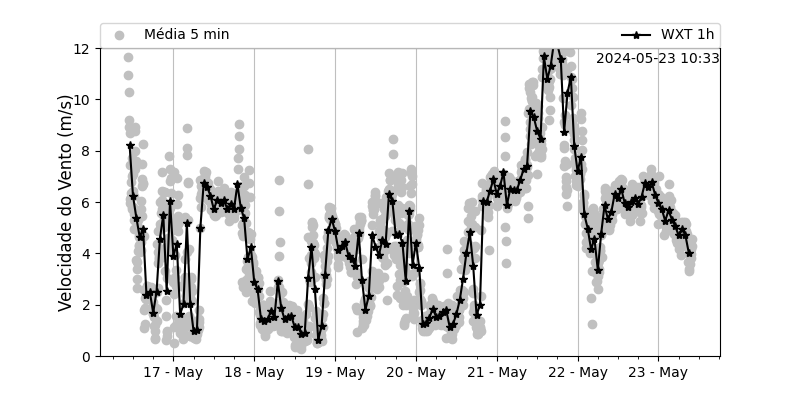 Média 5 min
WXT 1h
2024-05-23 10:33
Velocidade do Vento (m/s)
12
10
8
6
4
2
0
17 - May
18 - May
19 - May
20 - May
21 - May
22 - May
23 - May